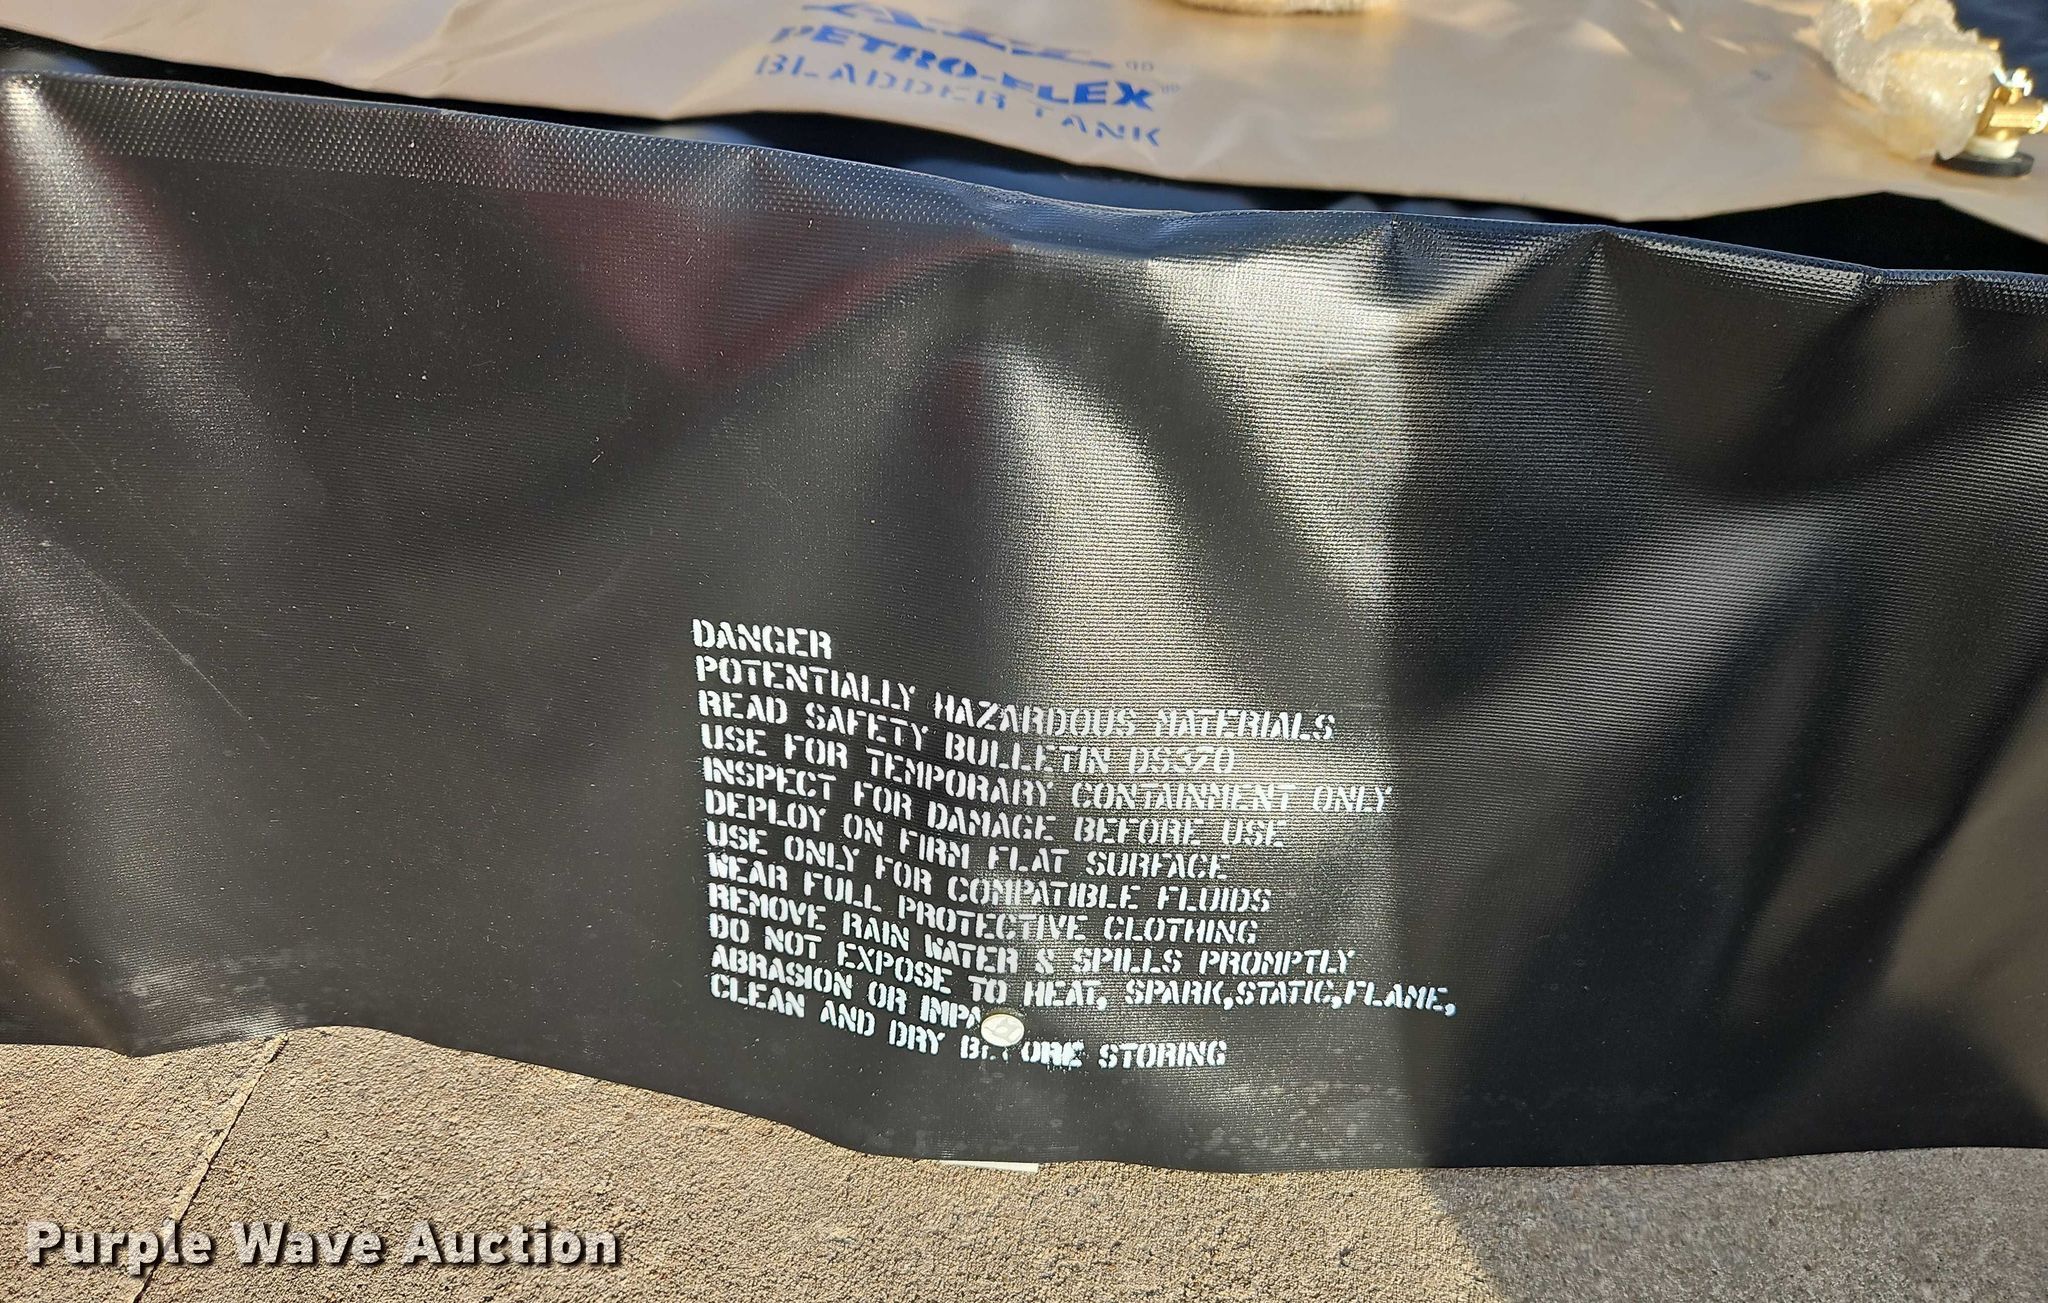 PETRO-FLEX
BLADDER TANK
DANGER
POTENTIALLY HAZARDOUS MATERIALS
READ SAFETY BULLETIN DS370
USE FOR TEMPORARY CONTAINMENT ONLY
INSPECT FOR DAMAGE BEFORE USE
DEPLOY ON FIRM FLAT SURFACE
USE ONLY FOR COMPATIBLE FLUIDS
WEAR FULL PROTECTIVE CLOTHING
REMOVE RAIN WATER & SPILLS PROMPTLY
DO NOT EXPOSE TO HEAT, SPARK,STATIC,FLAME,
ABRASION OR
CLEAN AND DRY BEFORE STORING
Purple Wave Auction